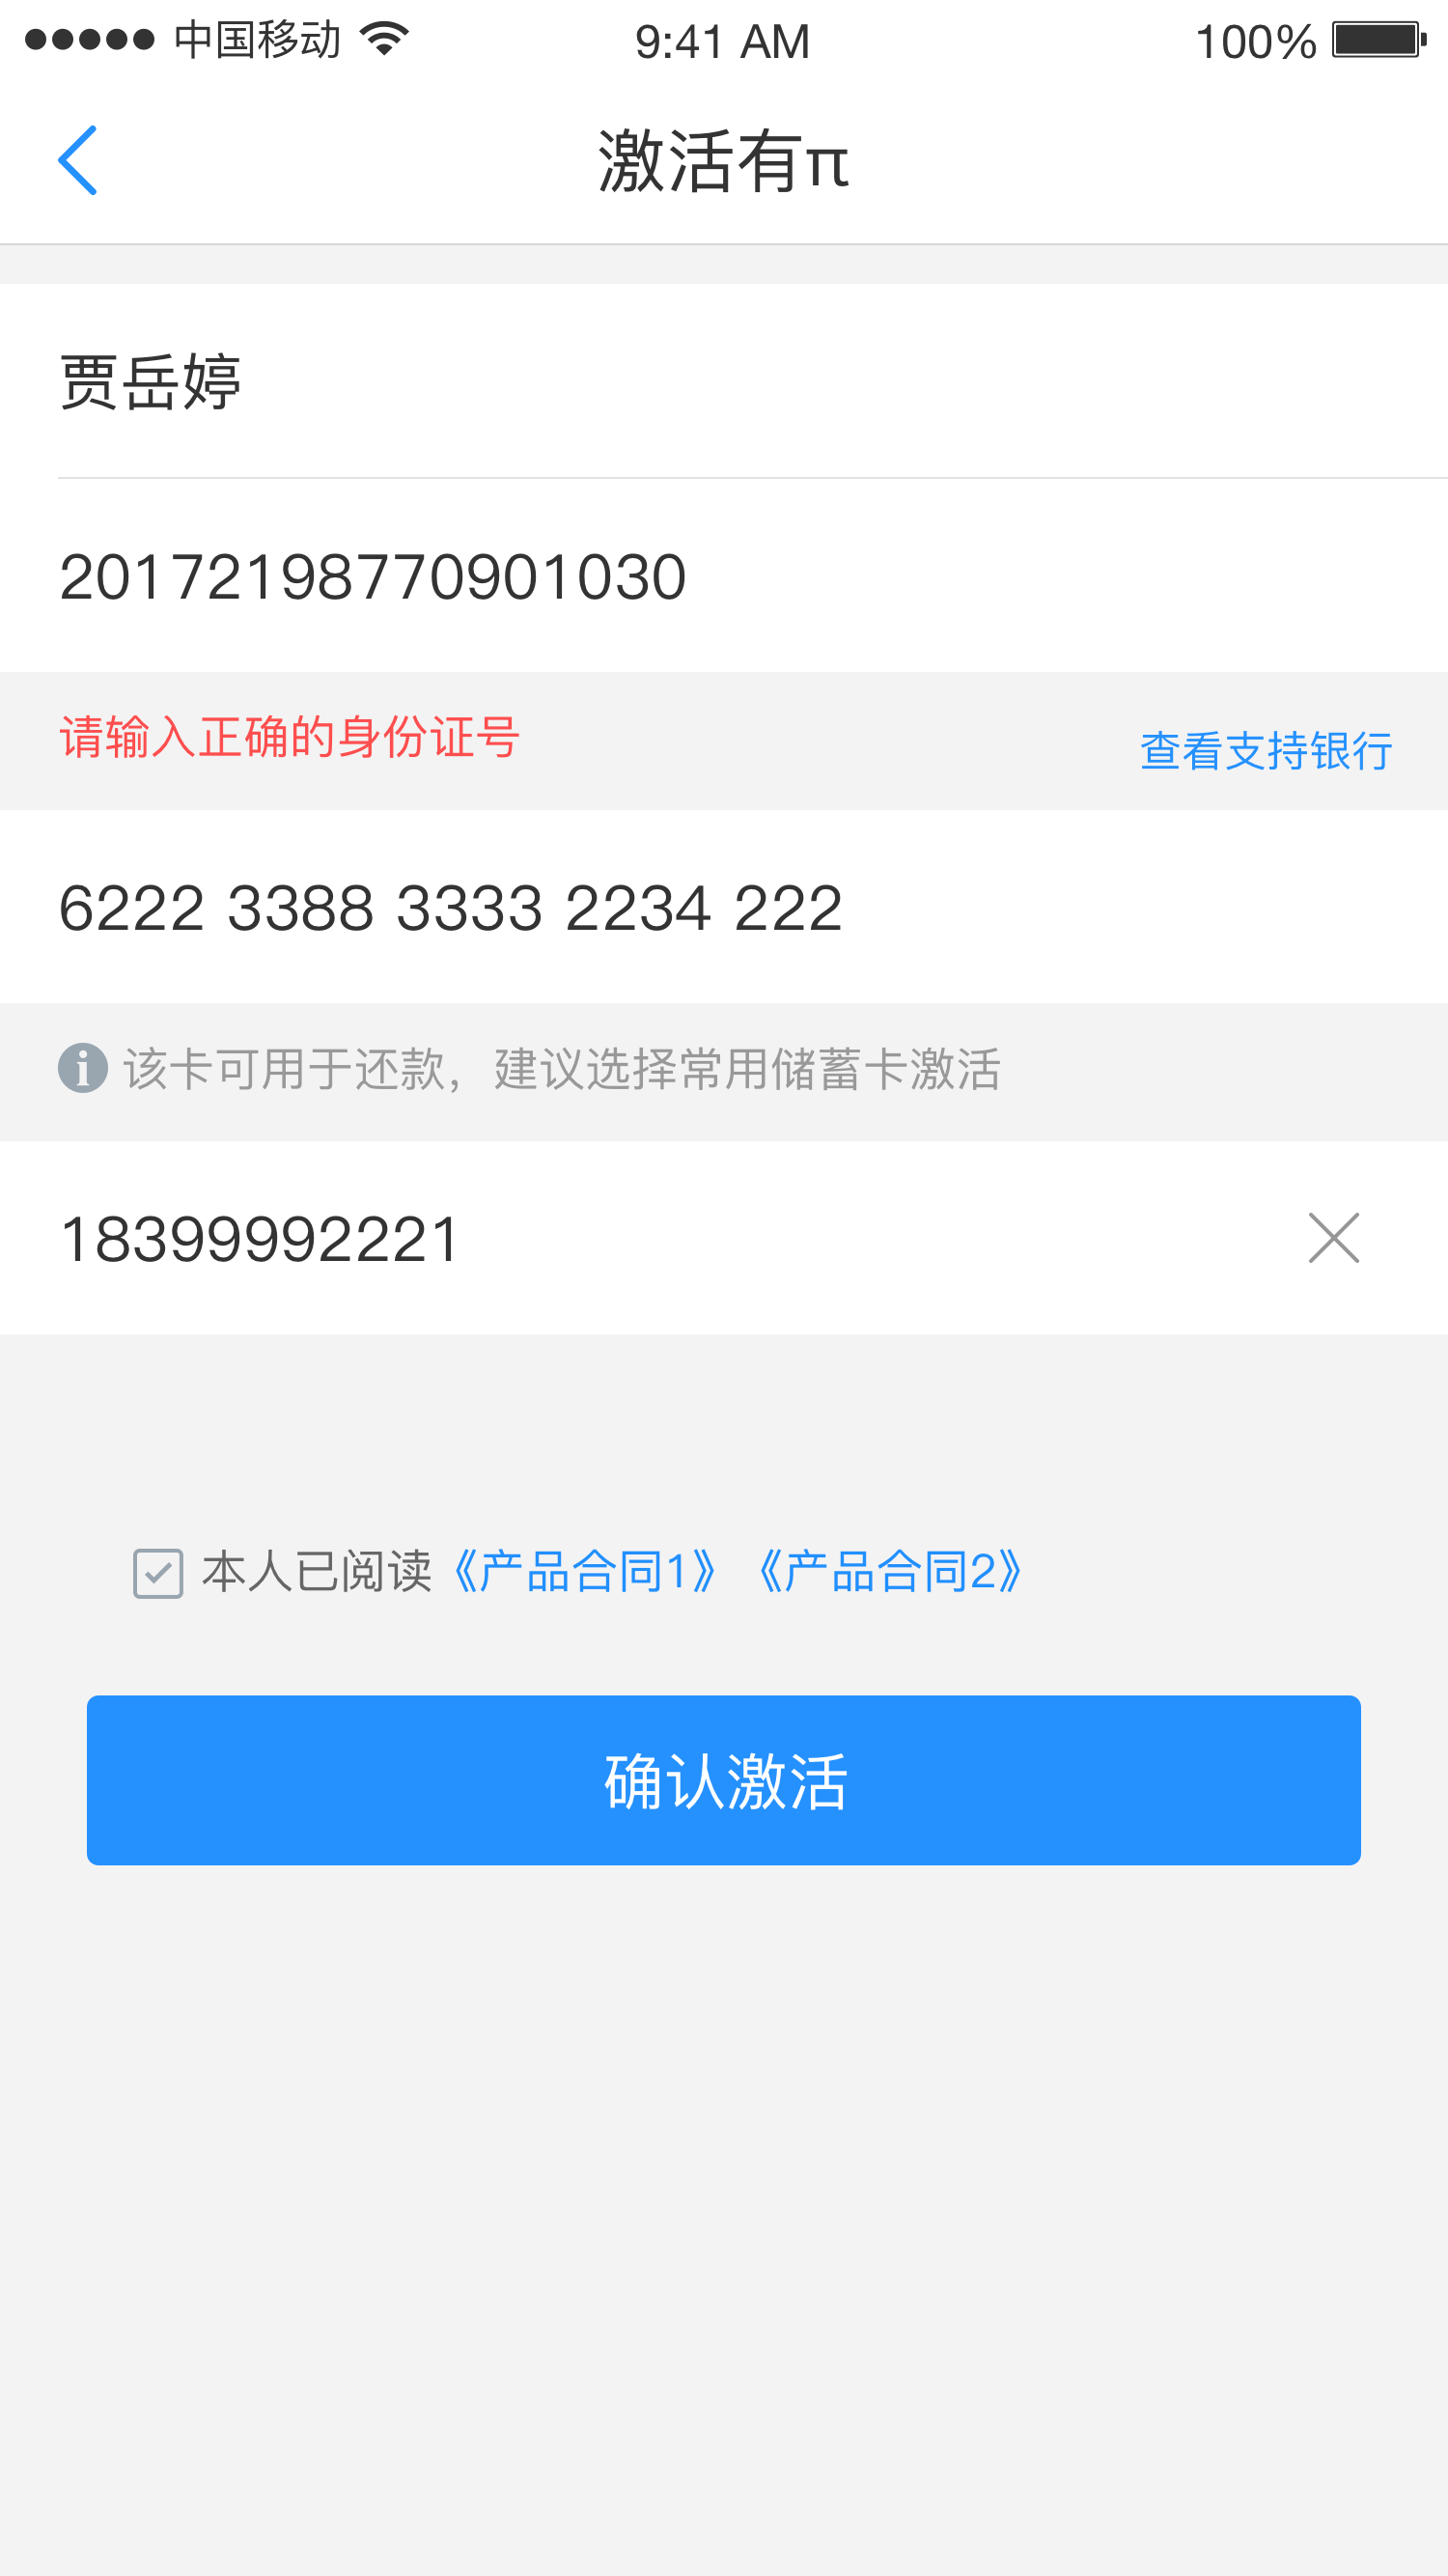 中国移动 9:41 AM 100%
激活有π
贾岳婷
201721987770901030
请输入正确的身份证号 查看支持银行
6222 3388 3333 2234 222
该卡可用于还款，建议选择常用储蓄卡激活
18399992221
本人已阅读《产品合同1》《产品合同2》
确认激活